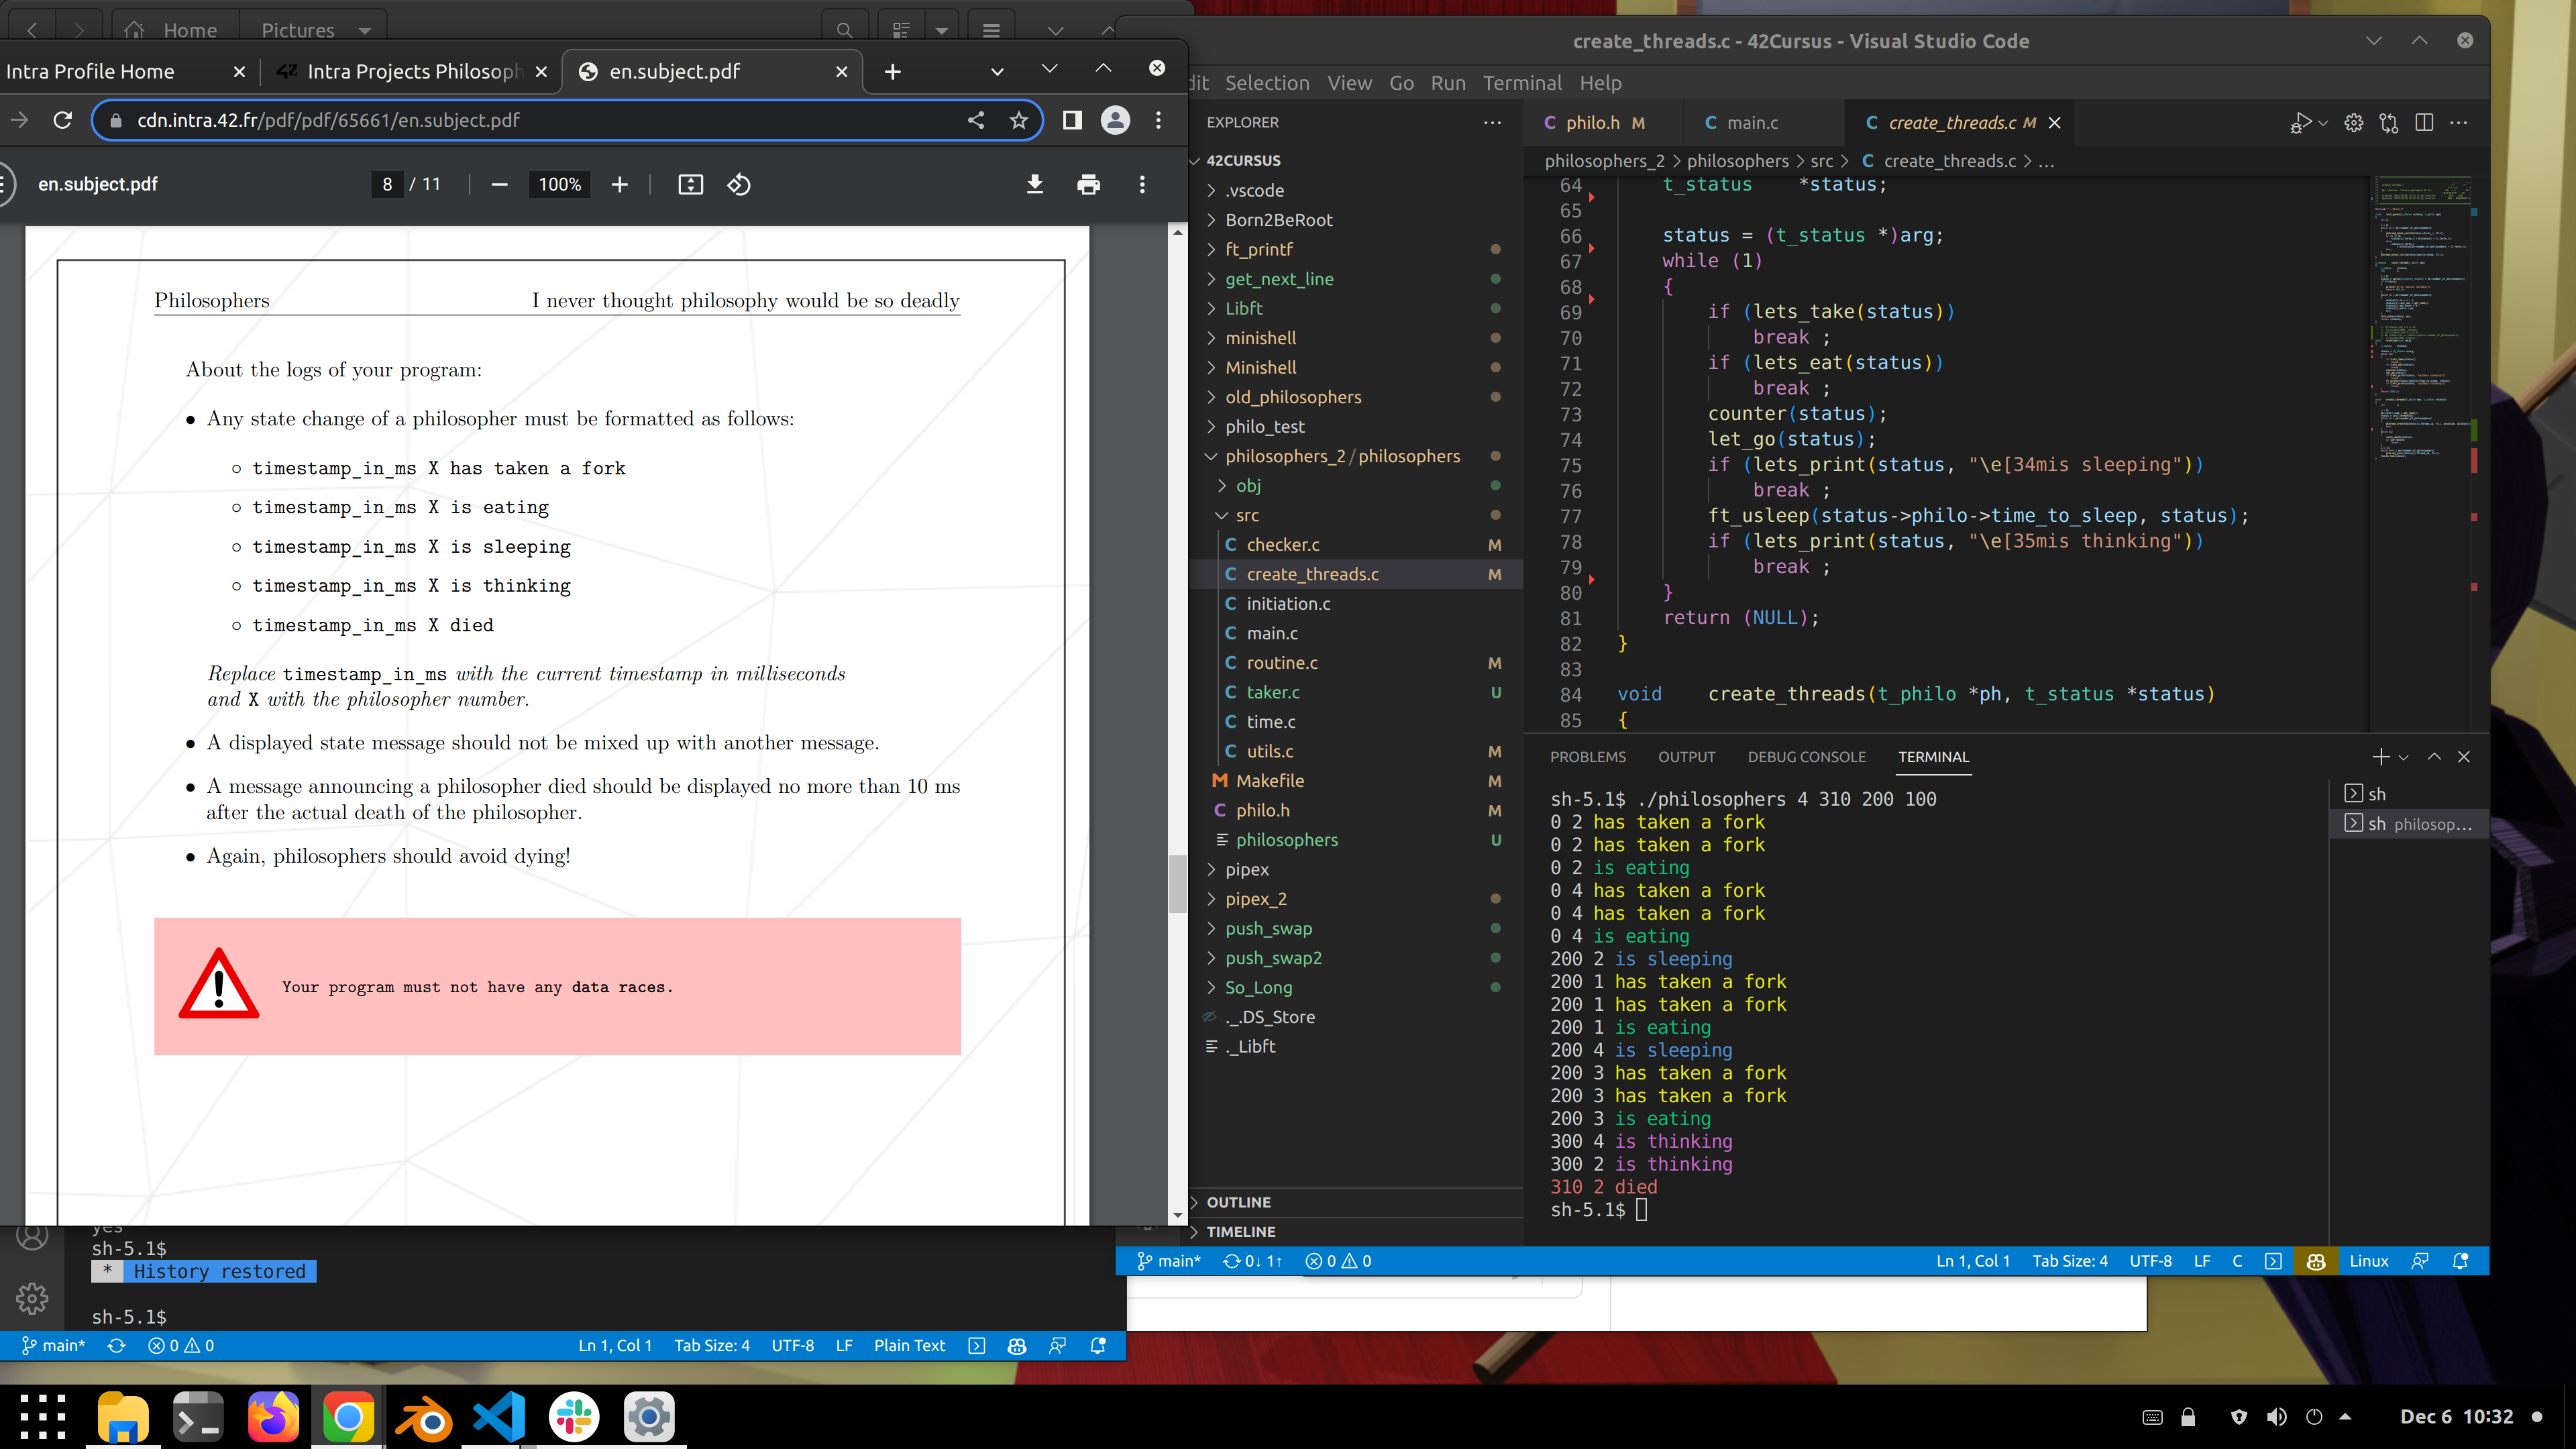 Home
Pictures
Intra Profile Home
Intra Projects Philosoph
en.subject.pdf
cdn.intra.42.fr/pdf/pdf/65661/en.subject.pdf
en.subject.pdf
8 / 11
100%
Philosophers
I never thought philosophy would be so deadly
About the logs of your program:
• Any state change of a philosopher must be formatted as follows:
◦ timestamp_in_ms X has taken a fork
◦ timestamp_in_ms X is eating
◦ timestamp_in_ms X is sleeping
◦ timestamp_in_ms X is thinking
◦ timestamp_in_ms X died
Replace timestamp_in_ms with the current timestamp in milliseconds
and X with the philosopher number.
• A displayed state message should not be mixed up with another message.
• A message announcing a philosopher died should be displayed no more than 10 ms
after the actual death of the philosopher.
• Again, philosophers should avoid dying!
Your program must not have any data races.
yes
sh-5.1$
* History restored
sh-5.1$
main*
0 0
Ln 1, Col 1
Tab Size: 4
UTF-8
LF
Plain Text
create_threads.c - 42Cursus - Visual Studio Code
dit Selection View Go Run Terminal Help
EXPLORER
42CURSUS
.vscode
Born2BeRoot
ft_printf
get_next_line
Libft
minishell
Minishell
old_philosophers
philo_test
philosophers_2/philosophers
obj
src
C checker.c M
C create_threads.c M
C initiation.c
C main.c
C routine.c M
C taker.c U
C time.c
C utils.c M
M Makefile M
C philo.h M
philosophers U
pipex
pipex_2
push_swap
push_swap2
So_Long
._.DS_Store
._Libft
OUTLINE
TIMELINE
C philo.h M
C main.c
C create_threads.c M
philosophers_2 > philosophers > src > C create_threads.c > ...
64 t_status *status;
65
66 status = (t_status *)arg;
67 while (1)
68 {
69 if (lets_take(status))
70 break ;
71 if (lets_eat(status))
72 break ;
73 counter(status);
74 let_go(status);
75 if (lets_print(status, "\e[34mis sleeping"))
76 break ;
77 ft_usleep(status->philo->time_to_sleep, status);
78 if (lets_print(status, "\e[35mis thinking"))
79 break ;
80 }
81 return (NULL);
82 }
83
84 void create_threads(t_philo *ph, t_status *status)
85 {
PROBLEMS
OUTPUT
DEBUG CONSOLE
TERMINAL
sh
sh philosop...
sh-5.1$ ./philosophers 4 310 200 100
0 2 has taken a fork
0 2 has taken a fork
0 2 is eating
0 4 has taken a fork
0 4 has taken a fork
0 4 is eating
200 2 is sleeping
200 1 has taken a fork
200 1 has taken a fork
200 1 is eating
200 4 is sleeping
200 3 has taken a fork
200 3 has taken a fork
200 3 is eating
300 4 is thinking
300 2 is thinking
310 2 died
sh-5.1$
main*
0↓ 1↑
0 0
Ln 1, Col 1
Tab Size: 4
UTF-8
LF
C
Linux
Dec 6 10:32